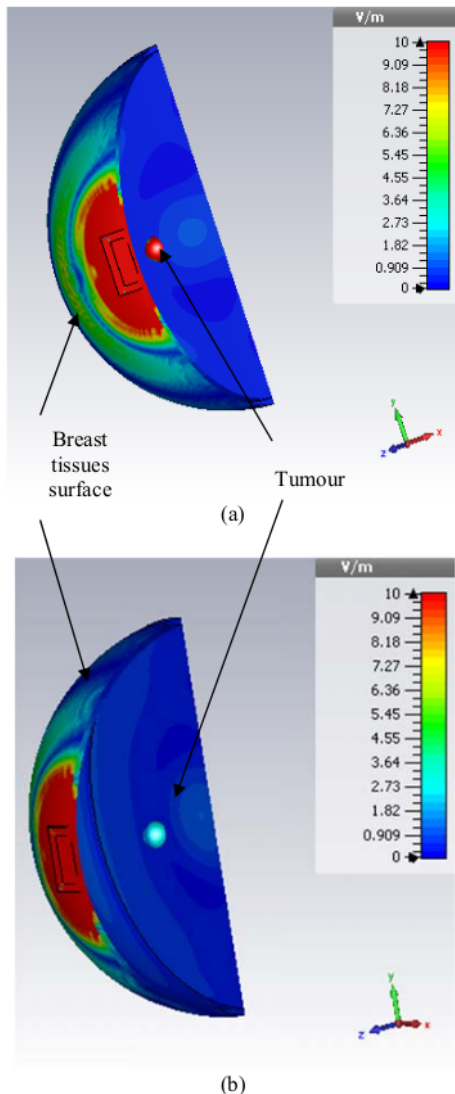 V/m
10
9.09
8.18
7.27
6.36
5.45
4.55
3.64
2.73
1.82
0.909
0
y
x
z
Breast
tissues
surface
Tumour
(a)
V/m
10
9.09
8.18
7.27
6.36
5.45
4.55
3.64
2.73
1.82
0.909
0
y
z
x
(b)